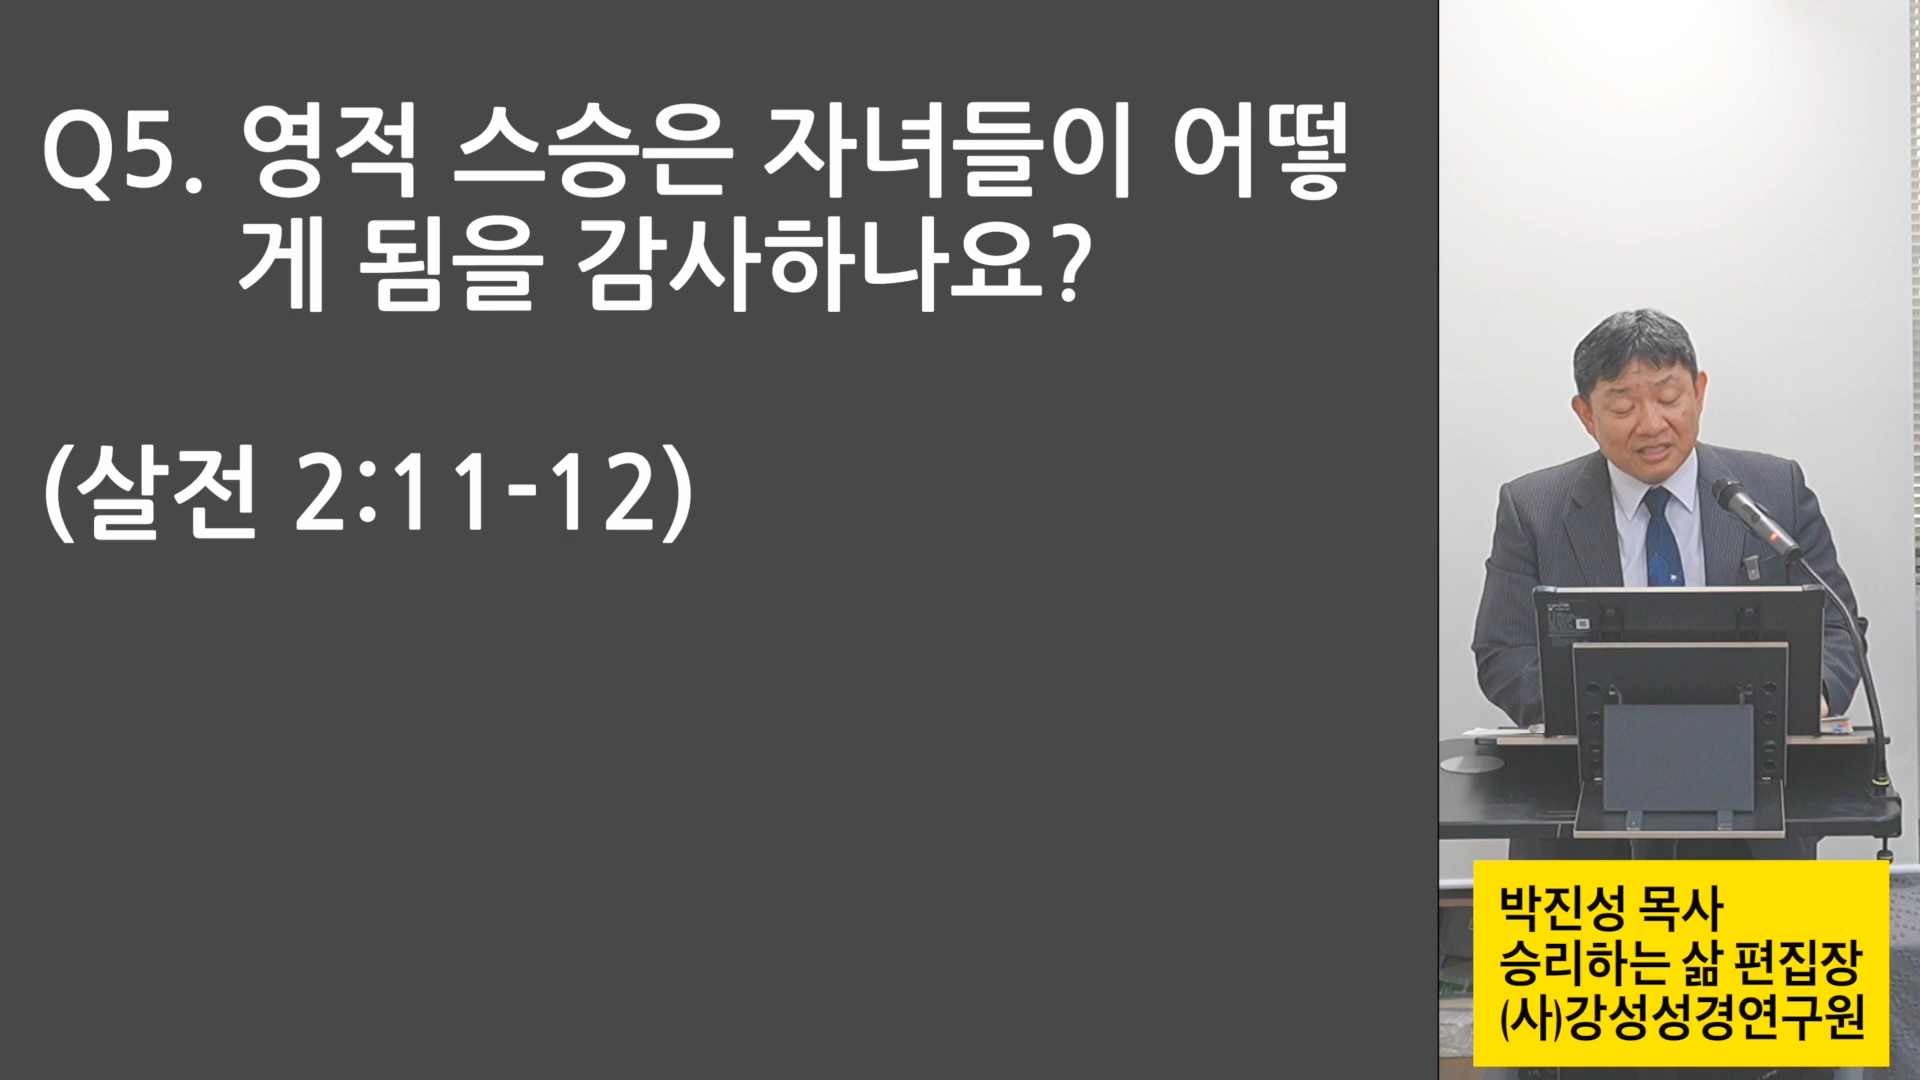 Q5. 영적 스승은 자녀들이 어떻
게 됨을 감사하나요?
(살전 2:11-12)
박진성 목사
승리하는 삶 편집장
(사)강성성경연구원